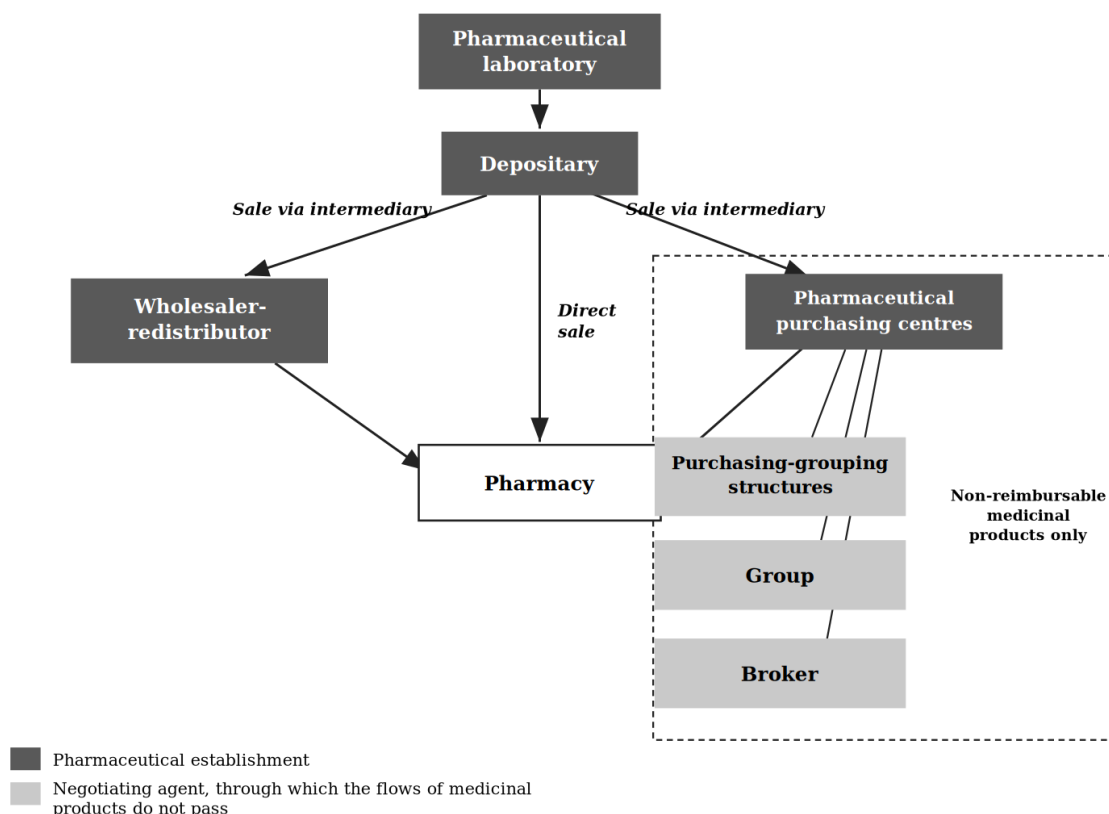 Pharmaceutical
laboratory
Depositary
Sale via intermediary
Sale via intermediary
Wholesaler-
redistributor
Direct
sale
Pharmaceutical
purchasing centres
Pharmacy
Purchasing-grouping
structures
Non-reimbursable
medicinal
products only
Group
Broker
Pharmaceutical establishment
Negotiating agent, through which the flows of medicinal
products do not pass